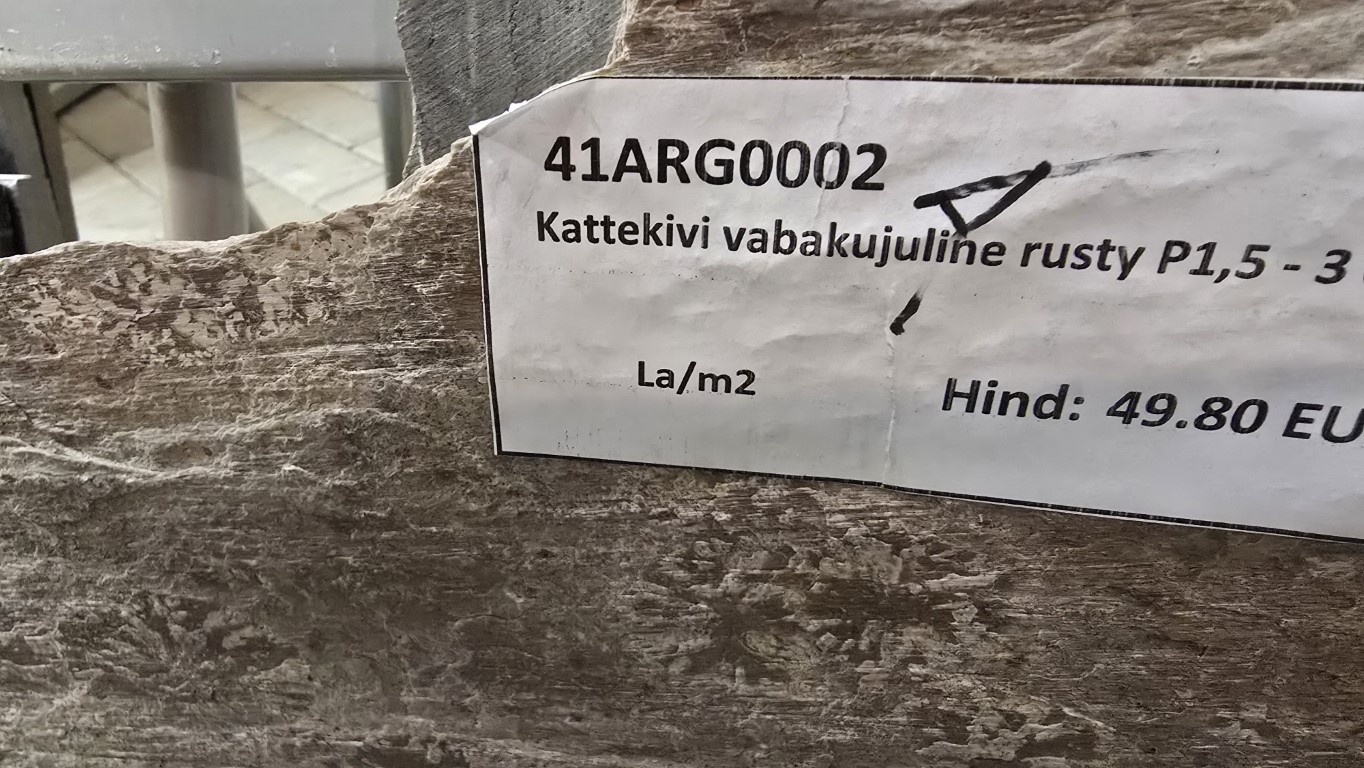 41ARG0002
Kattekivi vabakujuline rusty P1,5 - 3
La/m2
Hind: 49.80 EU